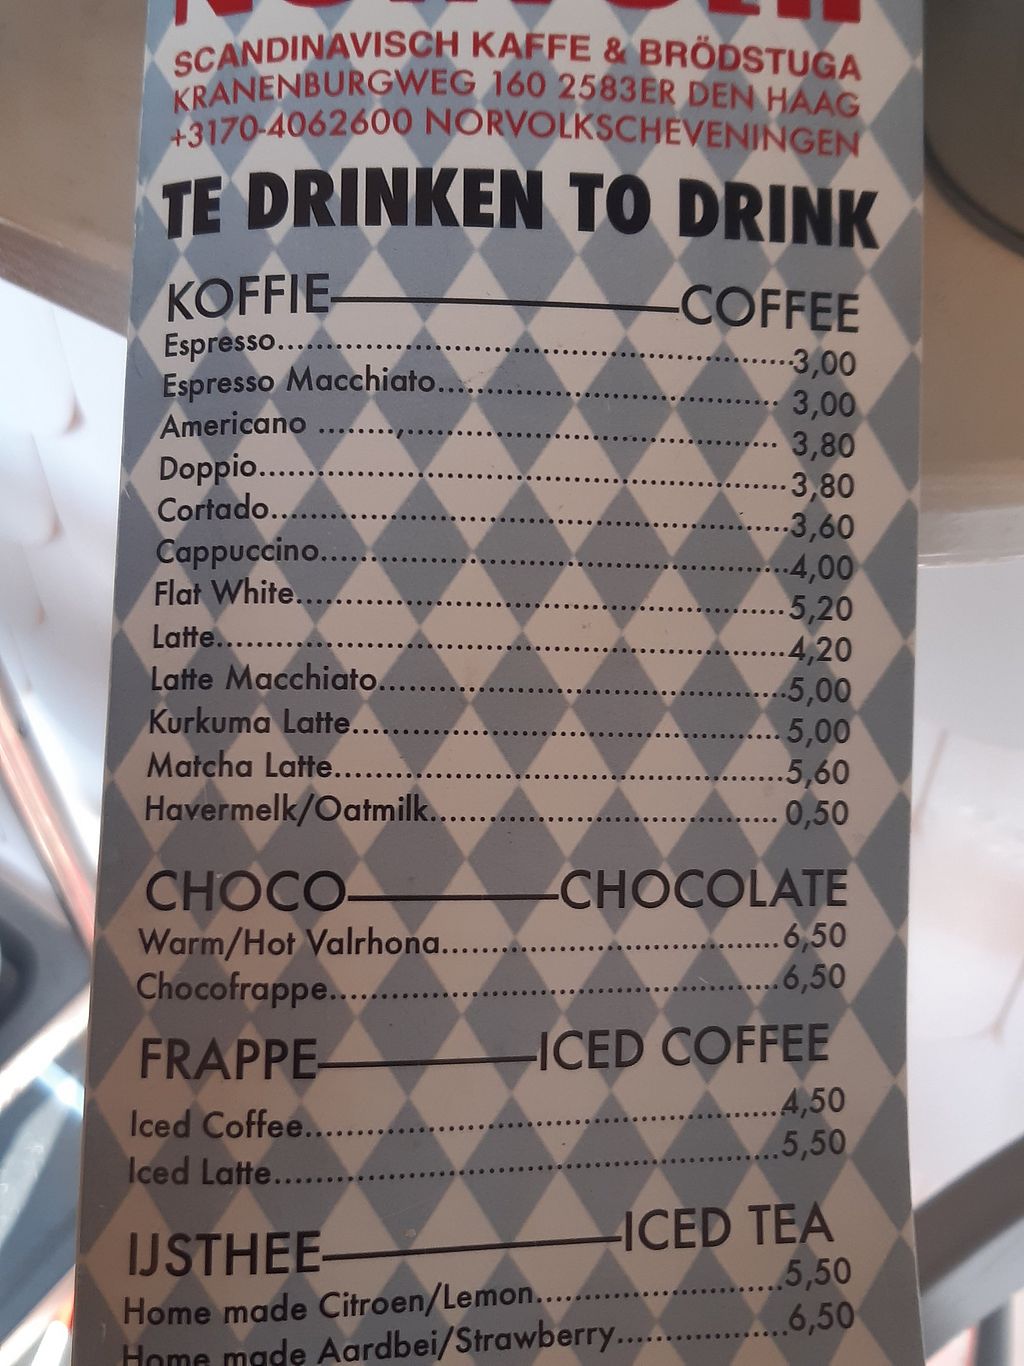 SCANDINAVISCH KAFFE & BRÖDSTUGA
KRANENBURGWEG 160 2583ER DEN HAAG
+3170-4062600 NORVOLKSCHEVENINGEN
TE DRINKEN TO DRINK
KOFFIE COFFEE
Espresso 3,00
Espresso Macchiato 3,00
Americano 3,80
Doppio 3,80
Cortado 3,60
Cappuccino 4,00
Flat White 5,20
Latte 4,20
Latte Macchiato 5,00
Kurkuma Latte 5,00
Matcha Latte 5,60
Havermelk/Oatmilk 0,50
CHOCO CHOCOLATE
Warm/Hot Valrhona 6,50
Chocofrappe 6,50
FRAPPE ICED COFFEE
Iced Coffee 4,50
Iced Latte 5,50
IJSTHEE ICED TEA
Home made Citroen/Lemon 5,50
Home made Aardbei/Strawberry 6,50